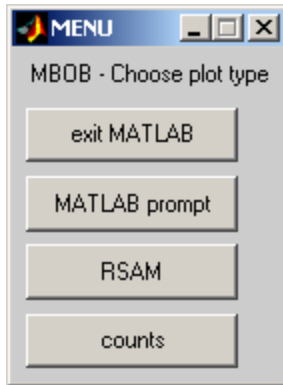 MENU
MBOB - Choose plot type
exit MATLAB
MATLAB prompt
RSAM
counts